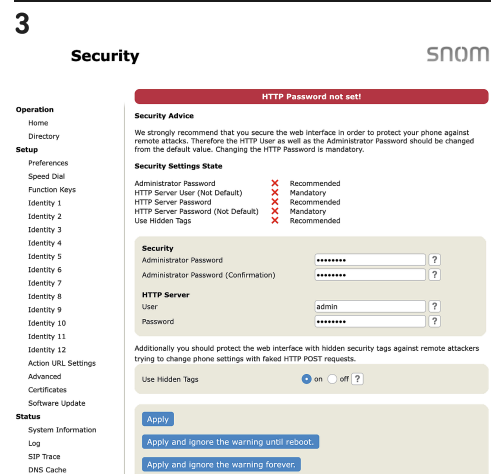 3
Security
snom
HTTP Password not set!
Operation
Home
Directory
Setup
Preferences
Speed Dial
Function Keys
Identity 1
Identity 2
Identity 3
Identity 4
Identity 5
Identity 6
Identity 7
Identity 8
Identity 9
Identity 10
Identity 11
Identity 12
Action URL Settings
Advanced
Certificates
Software Update
Status
System Information
Log
SIP Trace
DNS Cache
Security Advice
We strongly recommend that you secure the web interface in order to protect your phone against
remote attacks. Therefore the HTTP User as well as the Administrator Password should be changed
from the default value. Changing the HTTP Password is mandatory.
Security Settings State
Administrator Password ✕ Recommended
HTTP Server User (Not Default) ✕ Mandatory
HTTP Server Password ✕ Recommended
HTTP Server Password (Not Default) ✕ Mandatory
Use Hidden Tags ✕ Recommended
Security
Administrator Password •••••••• ?
Administrator Password (Confirmation) •••••••• ?
HTTP Server
User admin ?
Password •••••••• ?
Additionally you should protect the web interface with hidden security tags against remote attackers
trying to change phone settings with faked HTTP POST requests.
Use Hidden Tags on off ?
Apply
Apply and ignore the warning until reboot.
Apply and ignore the warning forever.